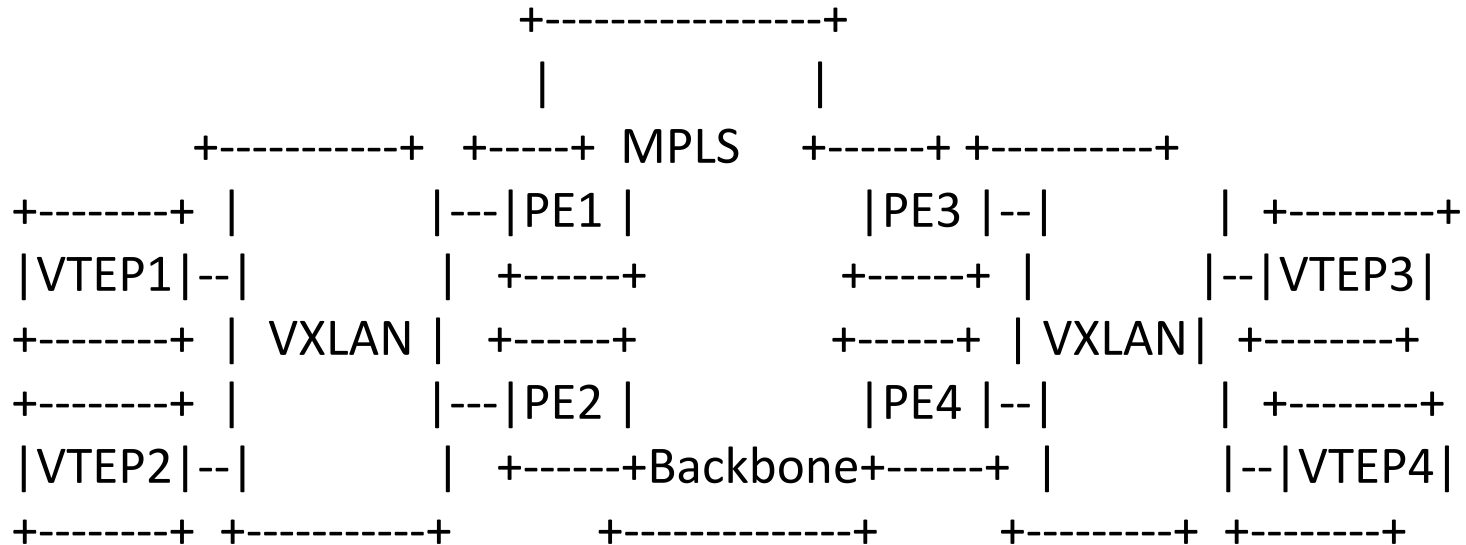 +-----------------+
| |
+-----------+ +-----+ MPLS +------+ +----------+
+--------+ | |---|PE1 | |PE3 |--| | +---------+
|VTEP1|--| | +------+ +------+ | |--|VTEP3|
+--------+ | VXLAN | +------+ +------+ | VXLAN| +--------+
+--------+ | |---|PE2 | |PE4 |--| | +--------+
|VTEP2|--| | +------+Backbone+------+ | |--|VTEP4|
+--------+ +-----------+ +--------------+ +---------+ +--------+